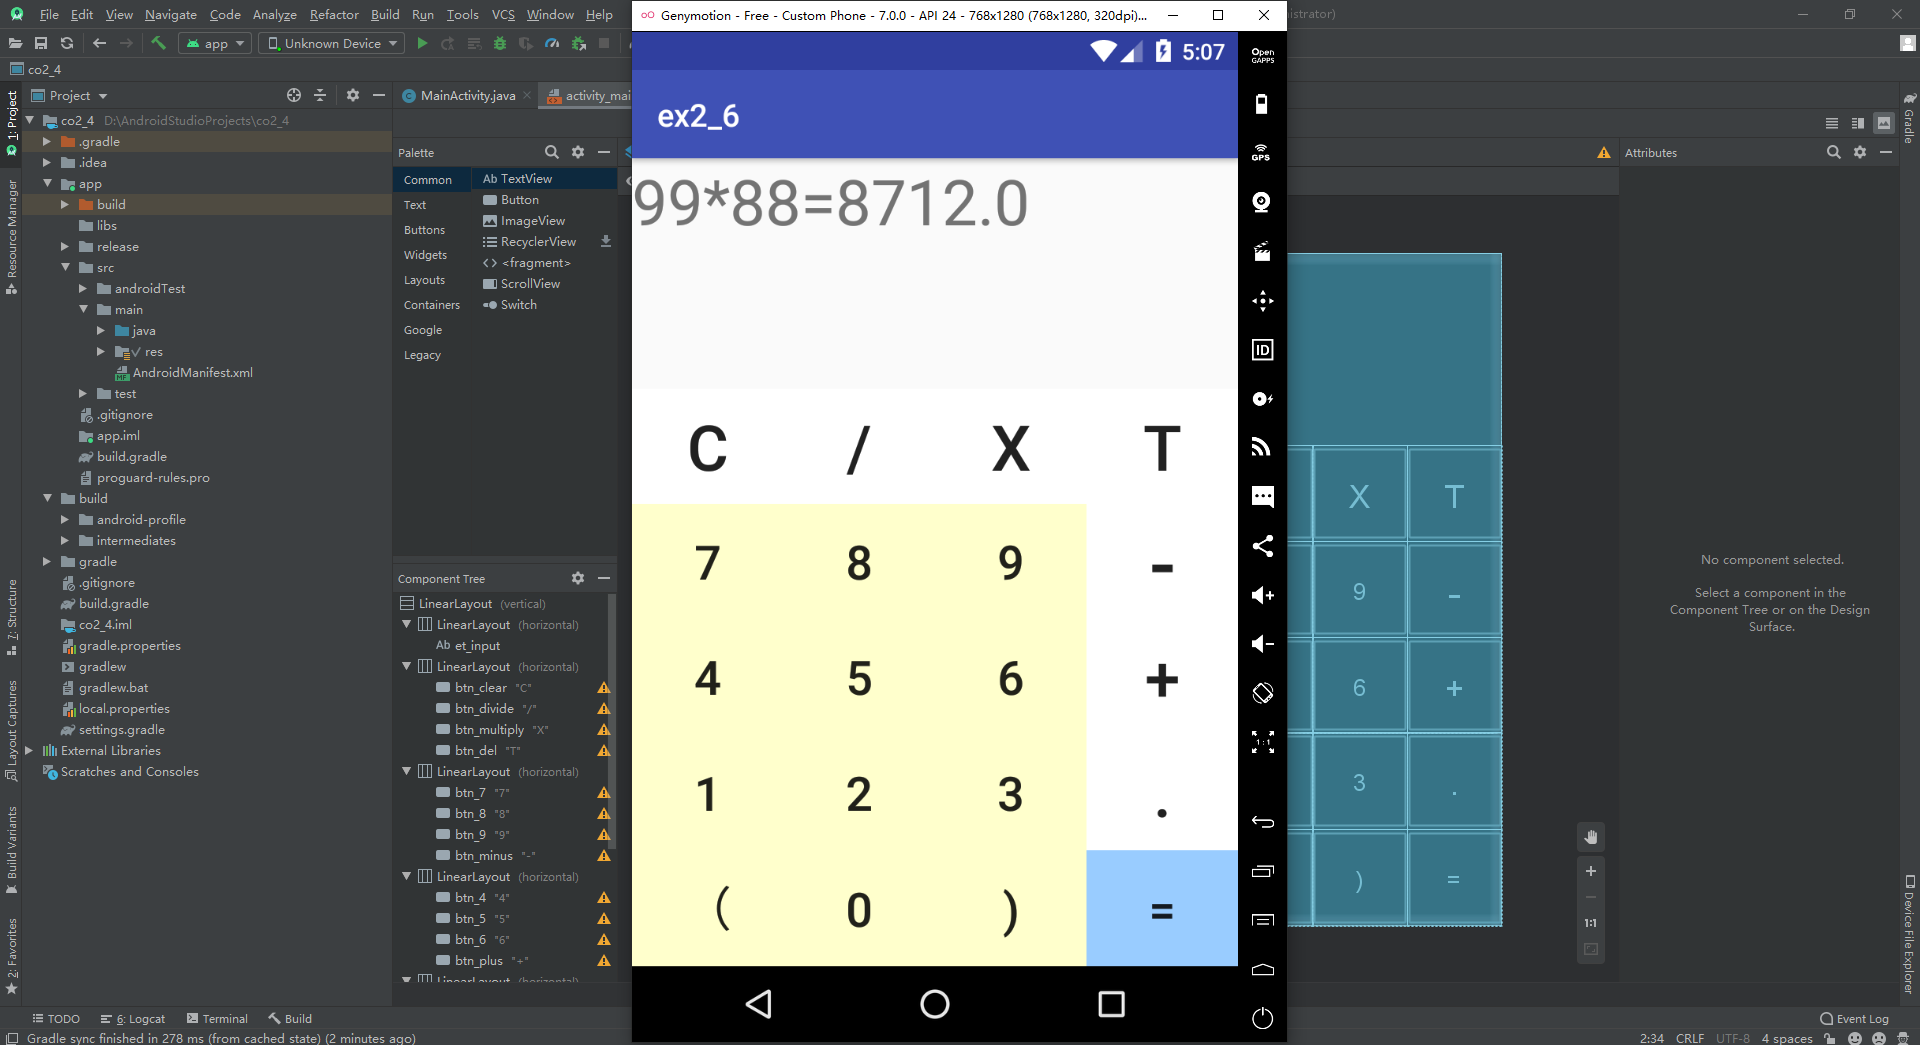 File Edit View Navigate Code Analyze Refactor Build Run Tools VCS Window Help
Genymotion - Free - Custom Phone - 7.0.0 - API 24 - 768x1280 (768x1280, 320dpi)...
istrator)
app
Unknown Device
co2_4
Project
MainActivity.java
activity_mai
1: Project
Resource Manager
7: Structure
Layout Captures
Build Variants
2: Favorites
co2_4 D:\AndroidStudioProjects\co2_4
.gradle
.idea
app
build
libs
release
src
androidTest
main
java
res
AndroidManifest.xml
test
.gitignore
app.iml
build.gradle
proguard-rules.pro
build
android-profile
intermediates
gradle
.gitignore
build.gradle
co2_4.iml
gradle.properties
gradlew
gradlew.bat
local.properties
settings.gradle
External Libraries
Scratches and Consoles
Palette
Common
Text
Buttons
Widgets
Layouts
Containers
Google
Legacy
Ab TextView
Button
ImageView
RecyclerView
<fragment>
ScrollView
Switch
Component Tree
LinearLayout (vertical)
LinearLayout (horizontal)
Ab et_input
LinearLayout (horizontal)
btn_clear "C"
btn_divide "/"
btn_multiply "X"
btn_del "T"
LinearLayout (horizontal)
btn_7 "7"
btn_8 "8"
btn_9 "9"
btn_minus "-"
LinearLayout (horizontal)
btn_4 "4"
btn_5 "5"
btn_6 "6"
btn_plus "+"
LinearLayout (horizontal)
5:07
ex2_6
99*88=8712.0
C / X T
7 8 9 -
4 5 6 +
1 2 3 .
( 0 ) =
Open GAPPS
GPS
ID
1:1
X T
9 -
6 +
3 .
) =
+
1:1
Attributes
No component selected.
Select a component in the
Component Tree or on the Design
Surface.
Gradle
Device File Explorer
TODO 6: Logcat Terminal Build
Event Log
Gradle sync finished in 278 ms (from cached state) (2 minutes ago)
2:34 CRLF UTF-8 4 spaces